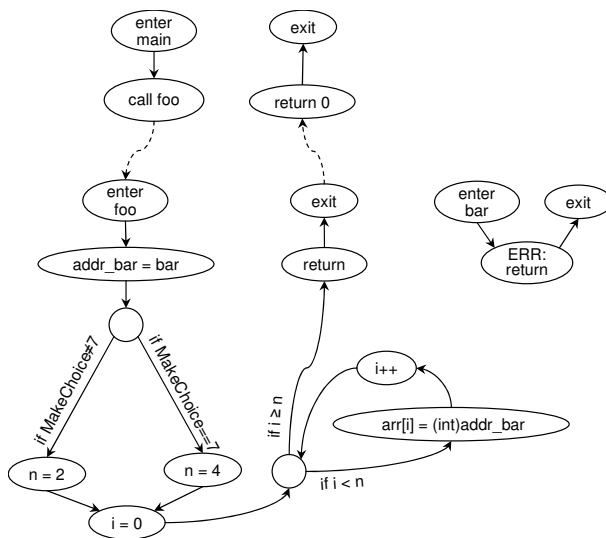 enter
main
call foo
enter
foo
addr_bar = bar
if MakeChoice≠7
if MakeChoice==7
n = 2
n = 4
i = 0
exit
return 0
exit
return
if i ≥ n
if i < n
i++
arr[i] = (int)addr_bar
enter
bar
ERR:
return
exit